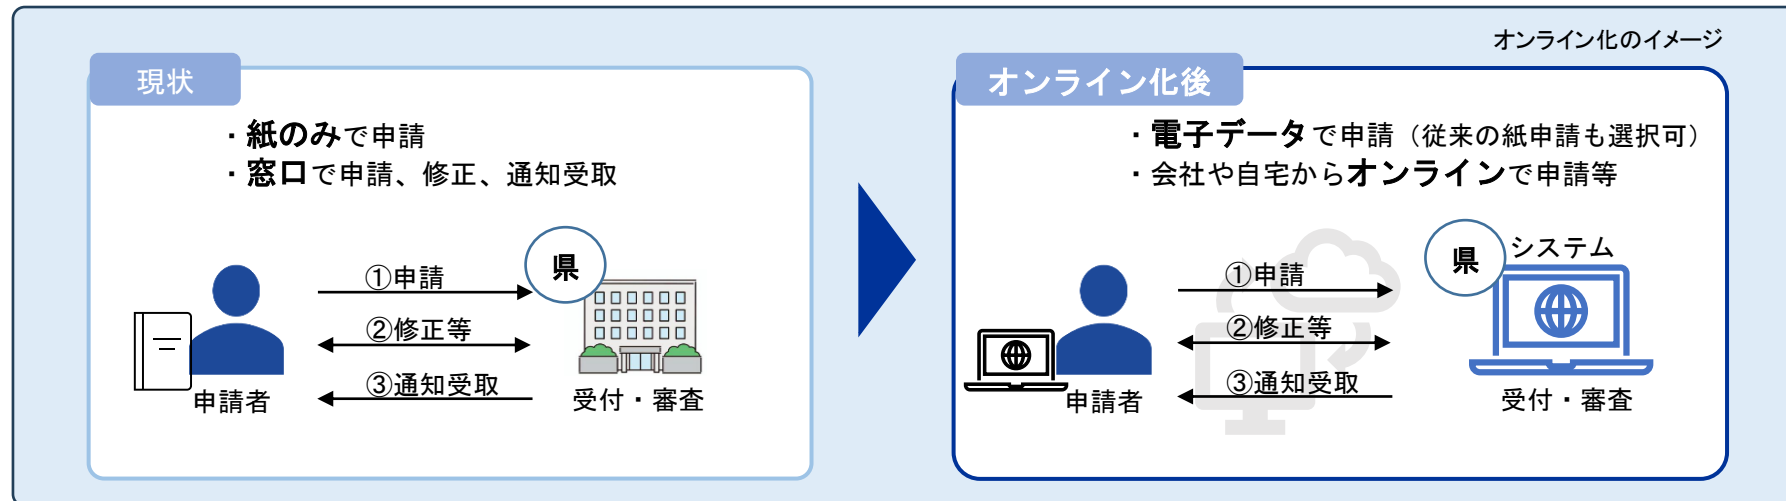 オンライン化のイメージ
現状
・紙のみで申請
・窓口で申請、修正、通知受取
県
①申請
②修正等
③通知受取
申請者
受付・審査
オンライン化後
・電子データで申請（従来の紙申請も選択可）
・会社や自宅からオンラインで申請等
県
システム
①申請
②修正等
③通知受取
申請者
受付・審査